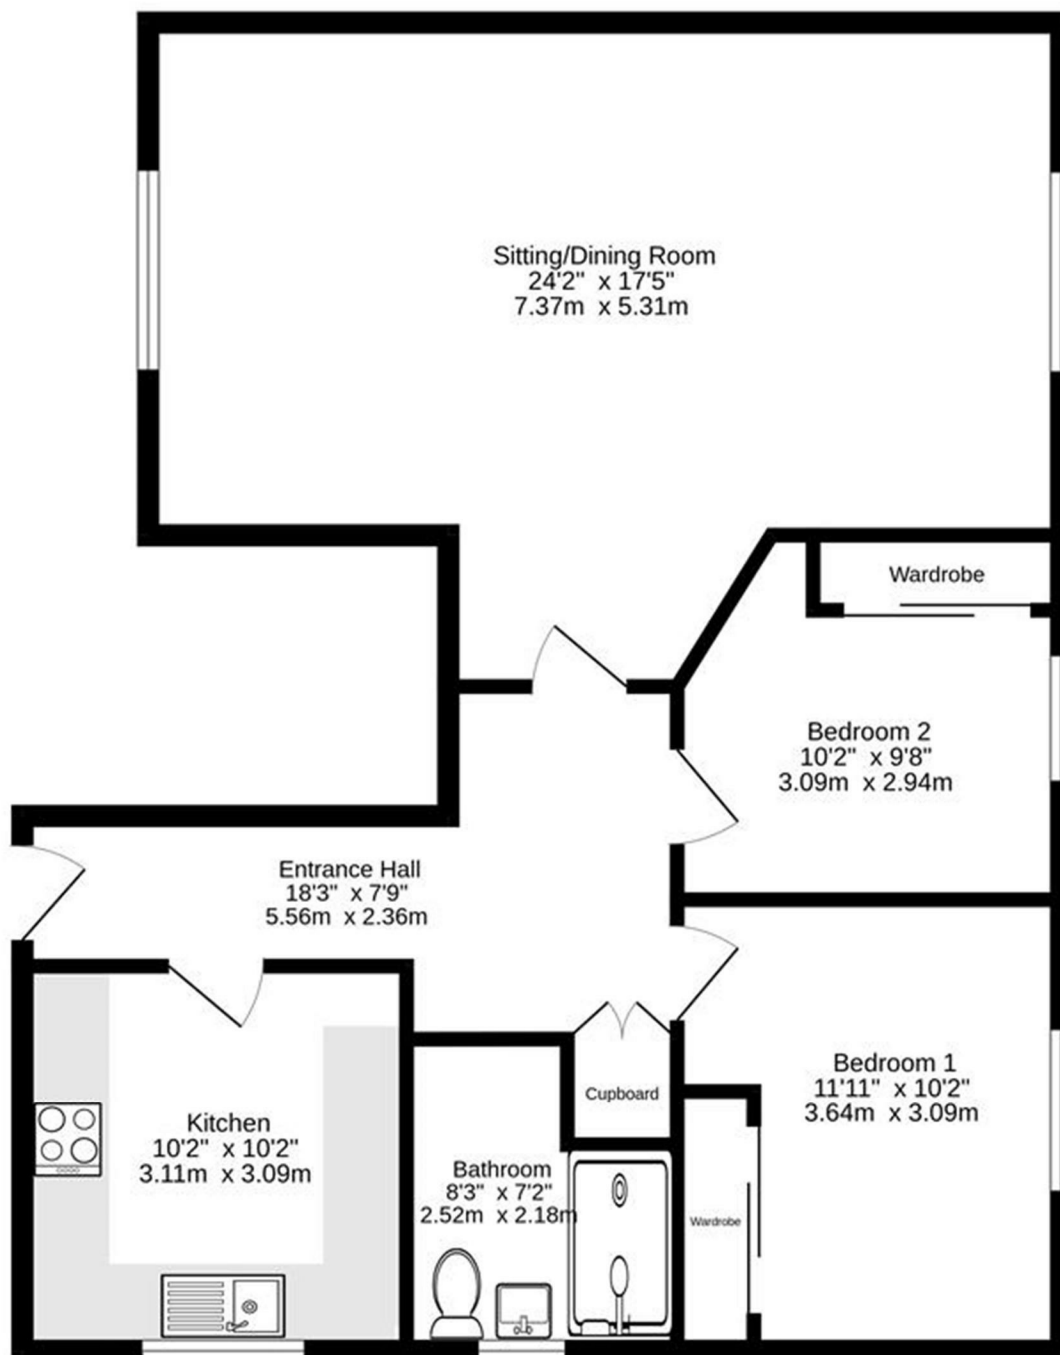 Sitting/Dining Room
24'2" x 17'5"
7.37m x 5.31m
Wardrobe
Bedroom 2
10'2" x 9'8"
3.09m x 2.94m
Entrance Hall
18'3" x 7'9"
5.56m x 2.36m
Bedroom 1
11'11" x 10'2"
3.64m x 3.09m
Cupboard
Kitchen
10'2" x 10'2"
3.11m x 3.09m
Bathroom
8'3" x 7'2"
2.52m x 2.18m
Wardrobe